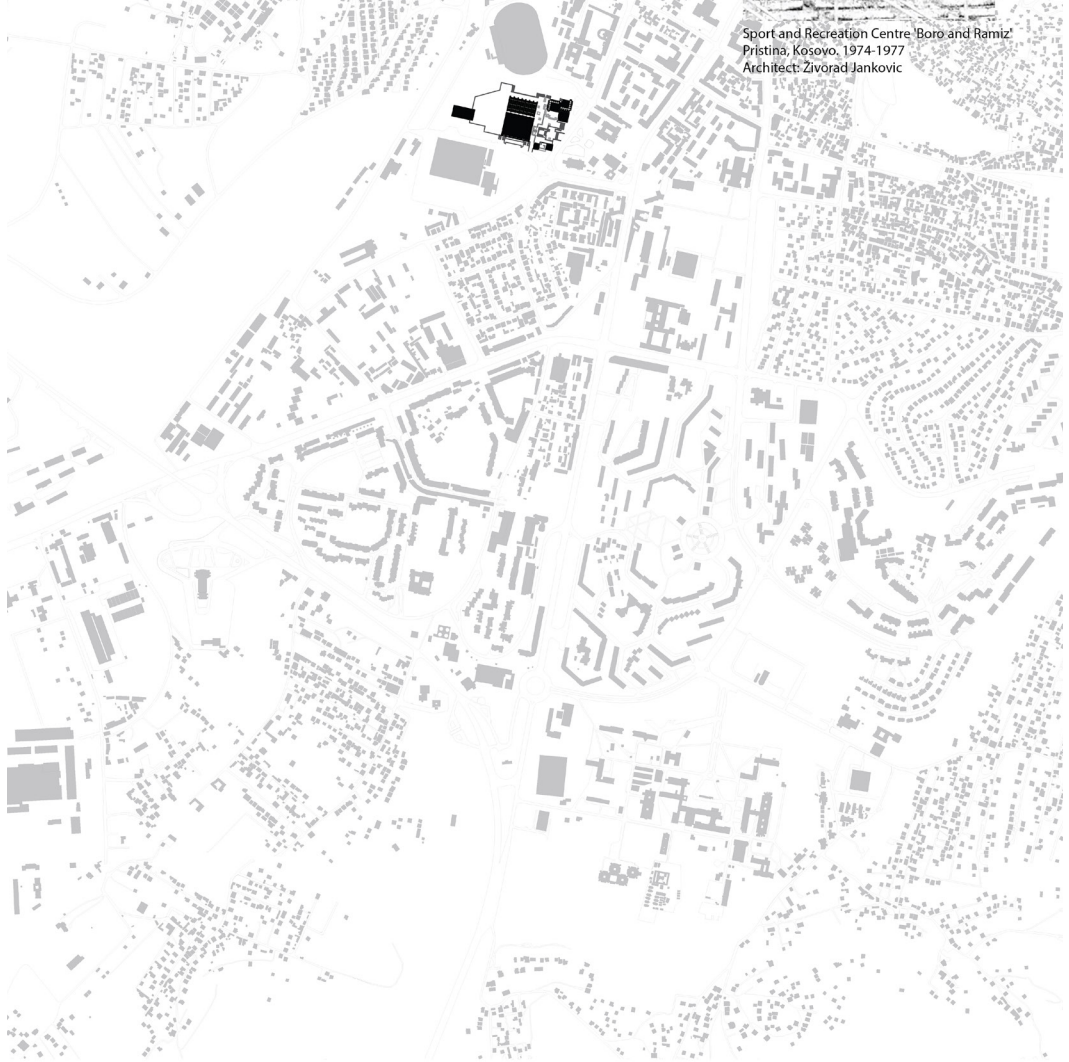 Sport and Recreation Centre 'Boro and Ramiz'
Pristina, Kosovo. 1974-1977
Architect: Živorad Jankovic